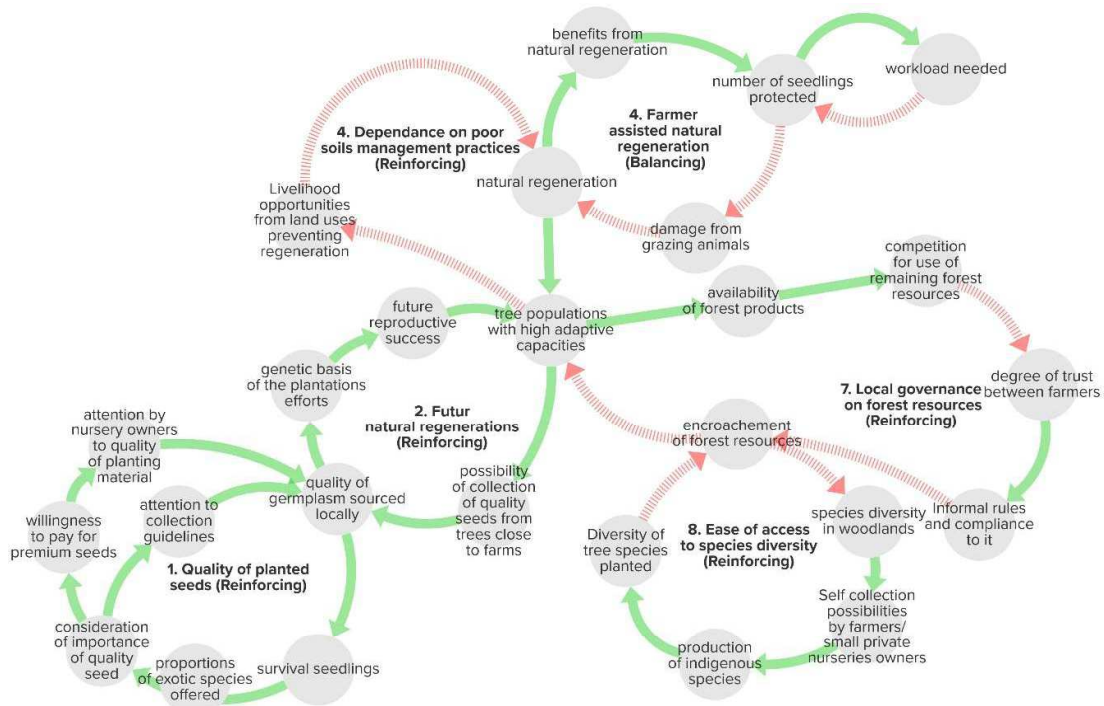 benefits from
natural regeneration
number of seedlings
protected
workload needed
4. Dependance on poor
soils management practices
(Reinforcing)
4. Farmer
assisted natural
regeneration
(Balancing)
natural regeneration
Livelihood
opportunities
from land uses
preventing
regeneration
damage from
grazing animals
competition
for use of
remaining forest
resources
availability
of forest products
future
reproductive
success
tree populations
with high adaptive
capacities
genetic basis
of the plantations
efforts
degree of trust
between farmers
7. Local governance
on forest resources
(Reinforcing)
2. Futur
natural regenerations
(Reinforcing)
attention by
nursery owners
to quality
of planting
material
encroachement
of forest resources
quality of
germplasm sourced
locally
possibility
of collection
of quality
seeds from
trees close
to farms
attention to
collection
guidelines
willingness
to pay for
premium seeds
species diversity
in woodlands
Informal rules
and compliance
to it
Diversity of
tree species
planted
8. Ease of access
to species diversity
(Reinforcing)
1. Quality of planted
seeds (Reinforcing)
Self collection
possibilities
by farmers/
small private
nurseries owners
consideration
of importance
of quality
seed
proportions
of exotic species
offered
survival seedlings
production
of indigenous
species